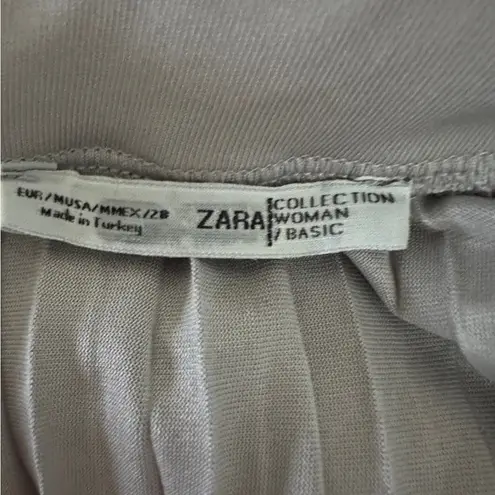 EUR/MUSA/MMEX/28
Made in Turkey
ZARA
COLLECTION
WOMAN
/BASIC